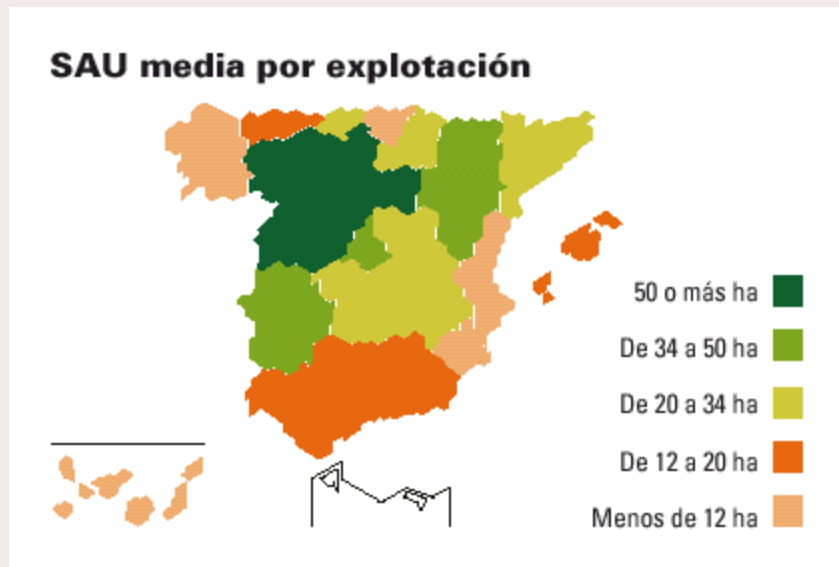 SAU media por explotación
50 o más ha
De 34 a 50 ha
De 20 a 34 ha
De 12 a 20 ha
Menos de 12 ha